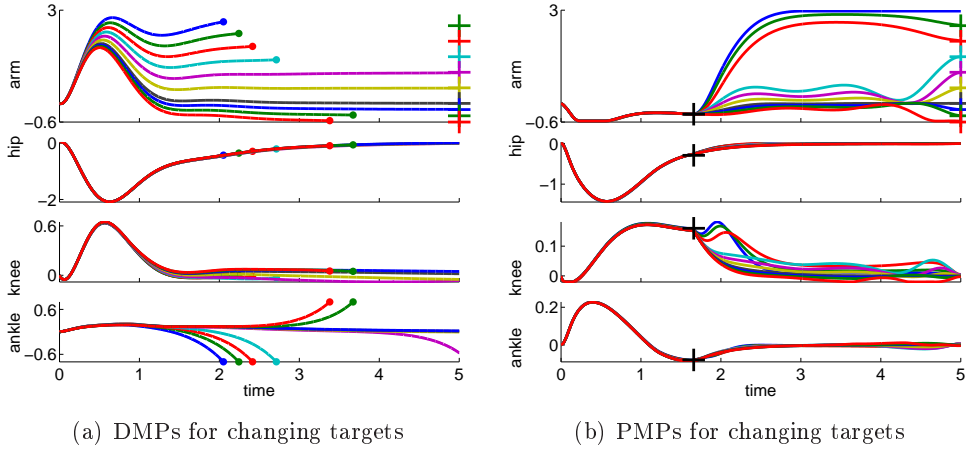 3
arm
−0.6
0
hip
−2
0.6
knee
0
0.6
ankle
−0.6
0 1 2 3 4 5
time
(a) DMPs for changing targets
3
arm
−0.6
0
hip
−1
0.1
knee
0
0.2
ankle
0
0 1 2 3 4 5
time
(b) PMPs for changing targets